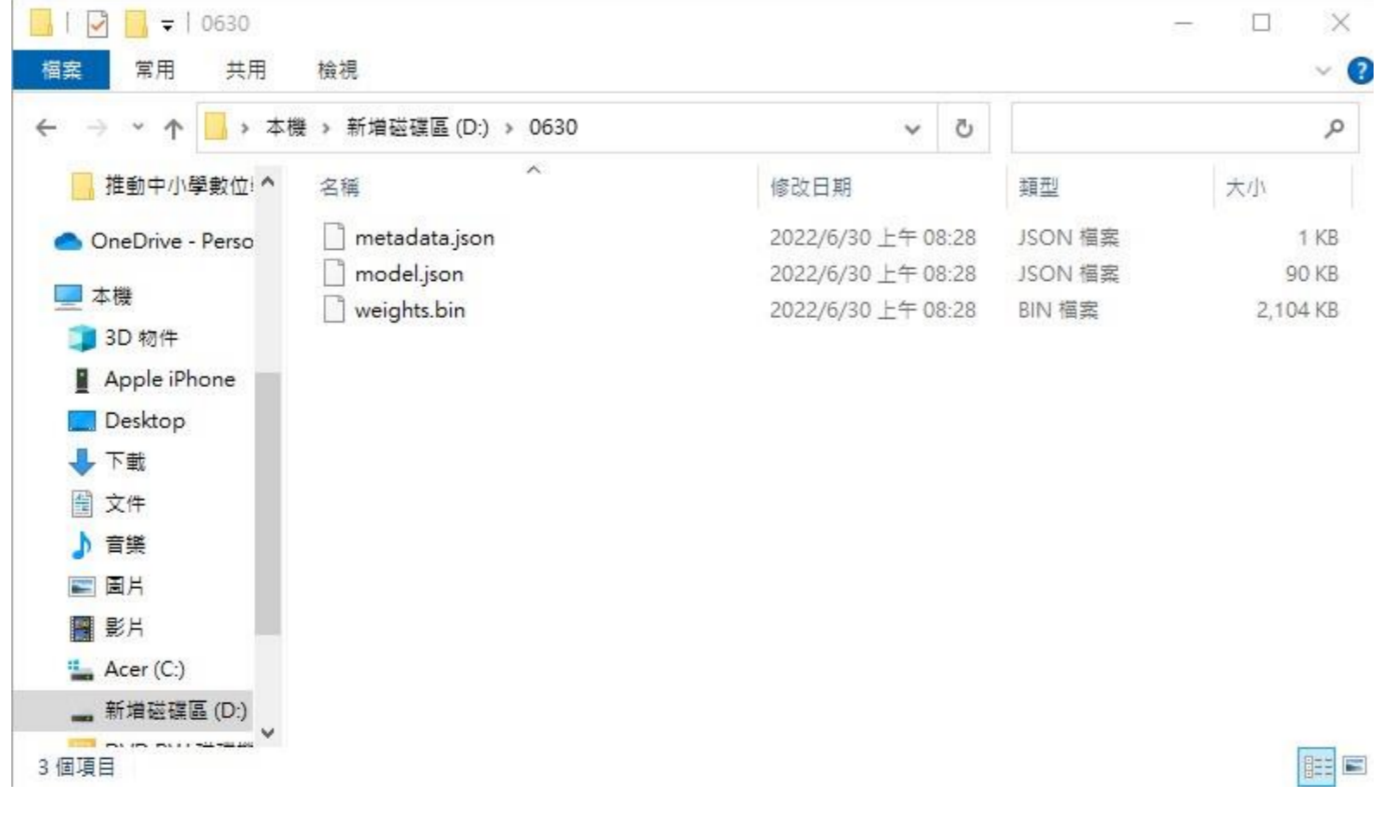 0630
檔案 常用 共用 檢視
本機 › 新增磁碟區 (D:) › 0630
推動中小學數位
名稱 修改日期 類型 大小
OneDrive - Perso
metadata.json 2022/6/30 上午 08:28 JSON 檔案 1 KB
model.json 2022/6/30 上午 08:28 JSON 檔案 90 KB
weights.bin 2022/6/30 上午 08:28 BIN 檔案 2,104 KB
本機
3D 物件
Apple iPhone
Desktop
下載
文件
音樂
圖片
影片
Acer (C:)
新增磁碟區 (D:)
3 個項目